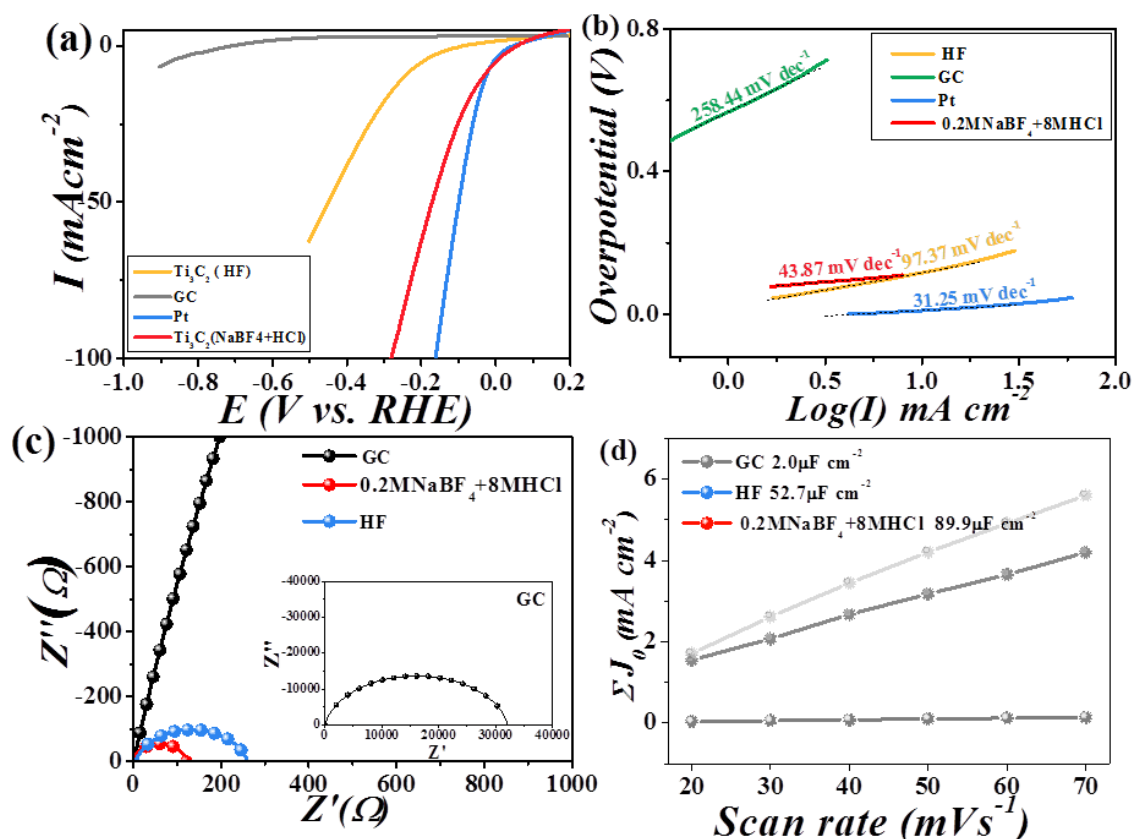 (a)
0
50
-100
I (mAcm⁻²
Ti₃C₂ ( HF)
GC
Pt
Ti₃C₂(NaBF4+HCl)
-1.0 -0.8 -0.6 -0.4 -0.2 0.0 0.2
E (V vs. RHE)
(b)
0.8
0.4
0.0
Overpotential (V)
HF
GC
Pt
0.2MNaBF₄+8MHCl
258.44 mV dec⁻¹
43.87 mV dec⁻¹
97.37 mV dec⁻¹
31.25 mV dec⁻¹
0.0 0.5 1.0 1.5 2.0
Log(I) mA cm⁻²
(c)
-1000
-800
-600
-400
-200
0
Z''(Ω)
GC
0.2MNaBF₄+8MHCl
HF
GC
-40000
-30000
-20000
-10000
0
Z''
0 10000 20000 30000 40000
Z'
0 200 400 600 800 1000
Z'(Ω)
(d)
6
4
2
0
ΣJ₀ (mA cm⁻²)
GC 2.0μF cm⁻²
HF 52.7μF cm⁻²
0.2MNaBF₄+8MHCl 89.9μF cm⁻²
20 30 40 50 60 70
Scan rate (mVs⁻¹)